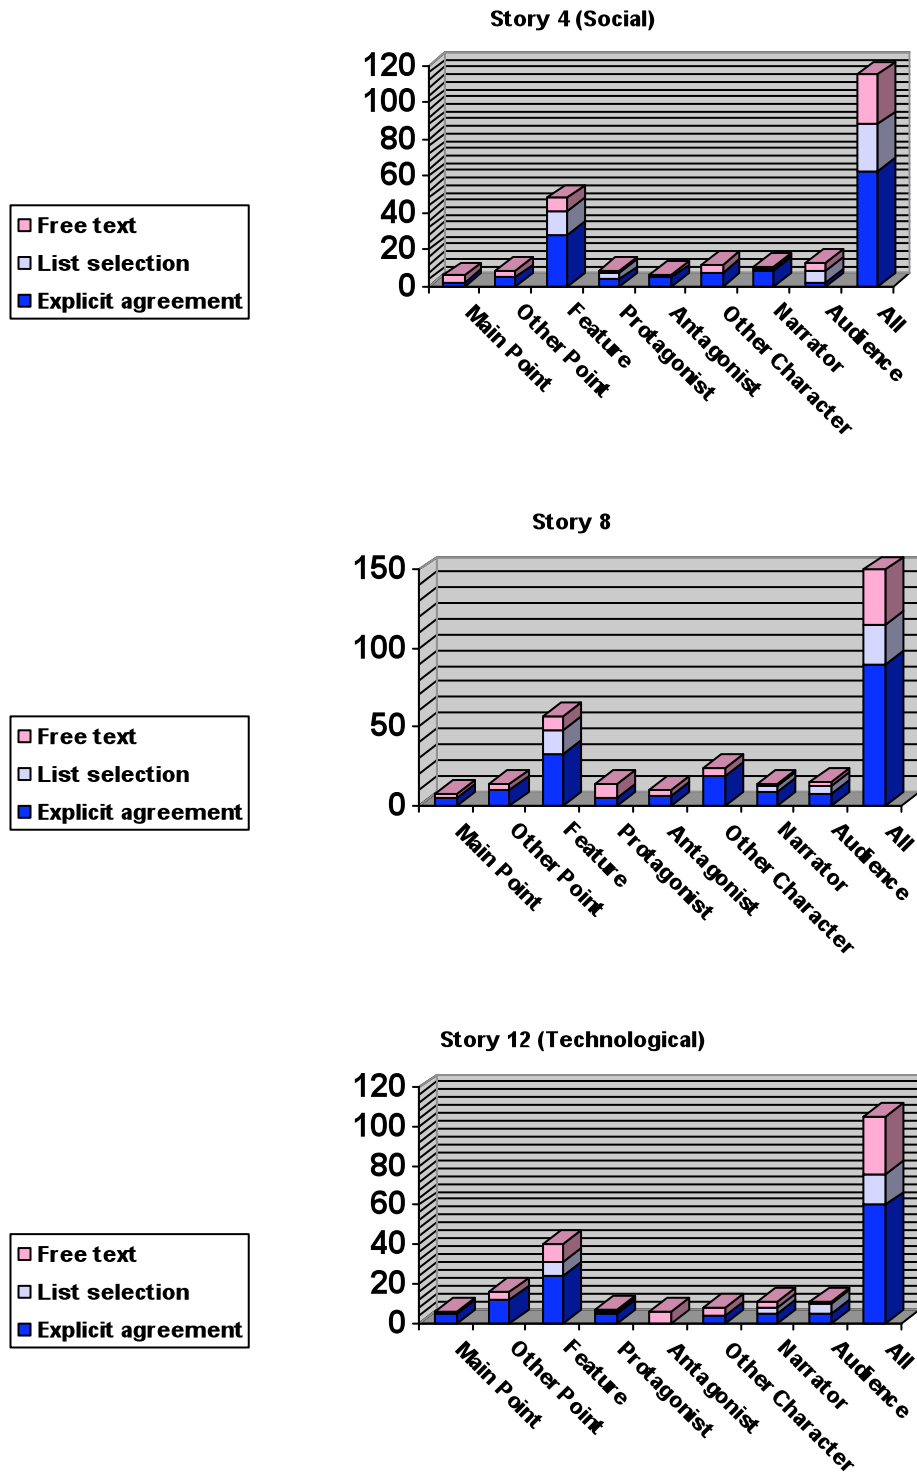 Story 4 (Social)
120
100
80
60
40
20
0
Free text
List selection
Explicit agreement
Main Point
Other Point
Feature
Protagonist
Antagonist
Other Character
Narrator
Audience
All
Story 8
150
100
50
0
Free text
List selection
Explicit agreement
Main Point
Other Point
Feature
Protagonist
Antagonist
Other Character
Narrator
Audience
All
Story 12 (Technological)
120
100
80
60
40
20
0
Free text
List selection
Explicit agreement
Main Point
Other Point
Feature
Protagonist
Antagonist
Other Character
Narrator
Audience
All